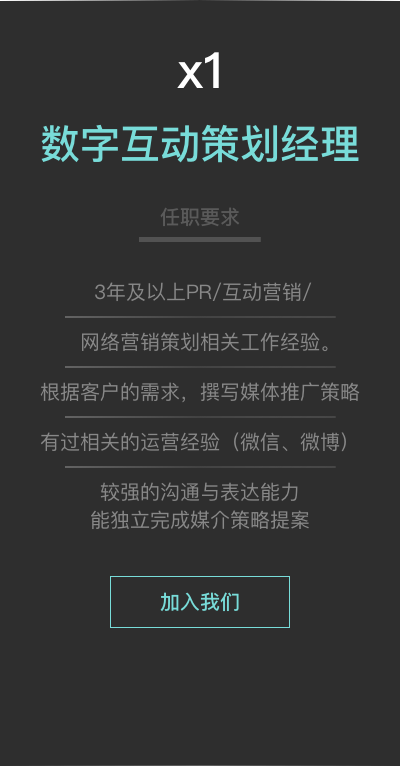 x1
数字互动策划经理
任职要求
3年及以上PR/互动营销/
网络营销策划相关工作经验。
根据客户的需求，撰写媒体推广策略
有过相关的运营经验（微信、微博）
较强的沟通与表达能力
能独立完成媒介策略提案
加入我们